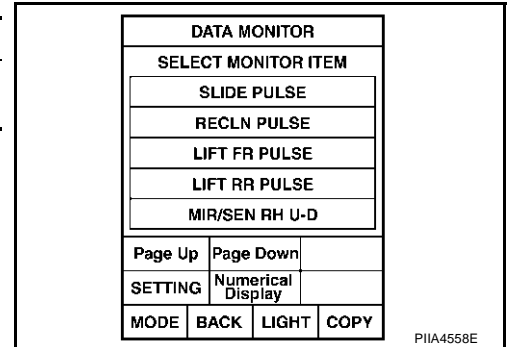 DATA MONITOR
SELECT MONITOR ITEM
SLIDE PULSE
RECLN PULSE
LIFT FR PULSE
LIFT RR PULSE
MIR/SEN RH U-D
Page Up Page Down
SETTING Numerical Display
MODE BACK LIGHT COPY
PIIA4558E